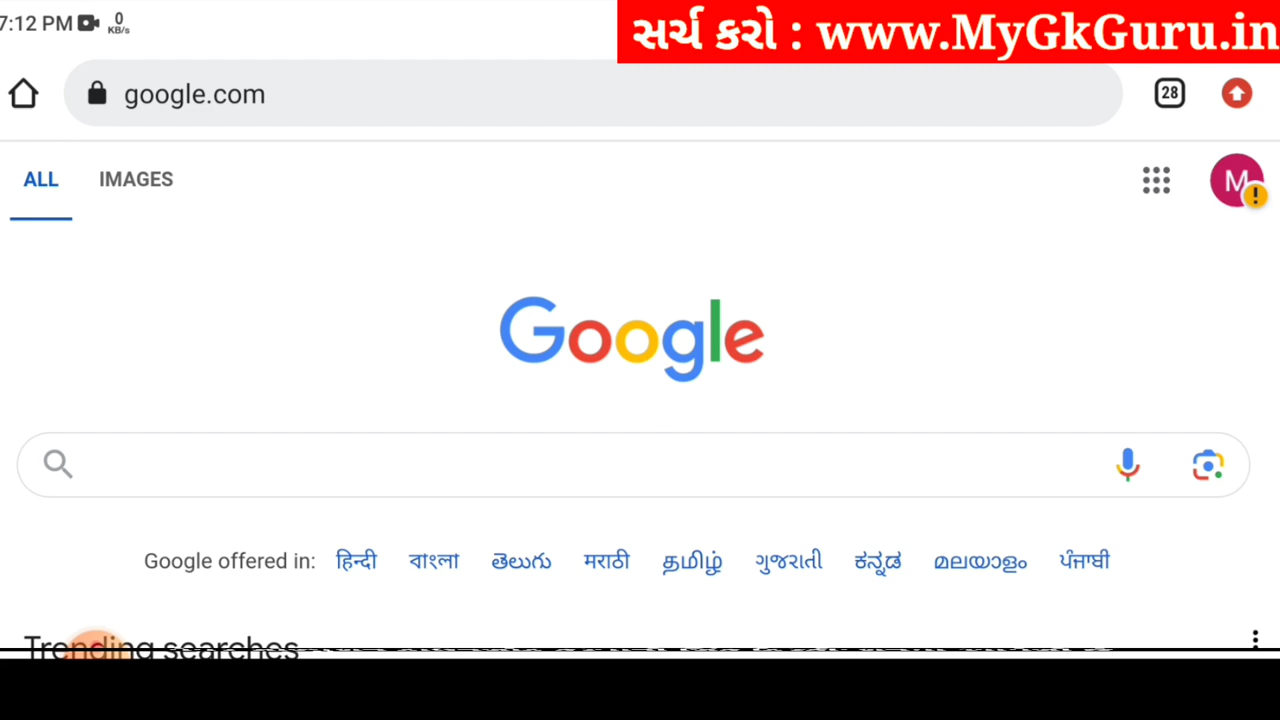 7:12 PM 0 KB/s
સર્ચ કરો : www.MyGkGuru.in
google.com
28
ALL IMAGES
M
Google
Google offered in: हिन्दी বাংলা తెలుగు मराठी தமிழ் ગુજરાતી ಕನ್ನಡ മലയാളം ਪੰਜਾਬੀ
Trending searches